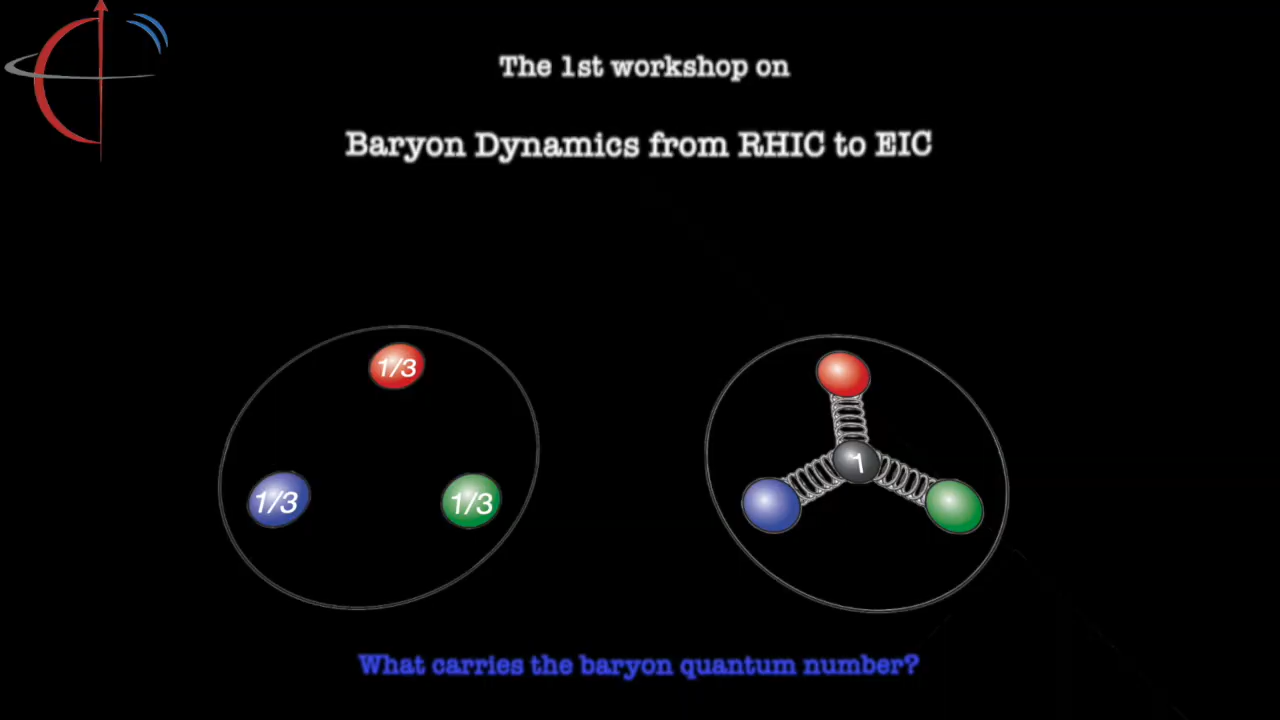 The 1st workshop on
Baryon Dynamics from RHIC to EIC
1/3
1/3
1/3
1
What carries the baryon quantum number?